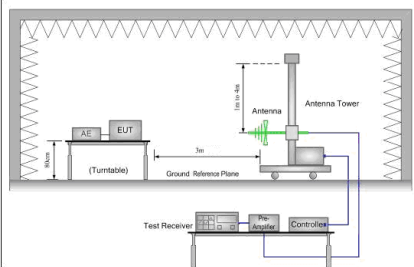 1m to 4m
Antenna
Antenna Tower
AE
EUT
80cm
(Turntable)
3m
Ground Reference Plane
Test Receiver
Pre-
Amplifier
Controller